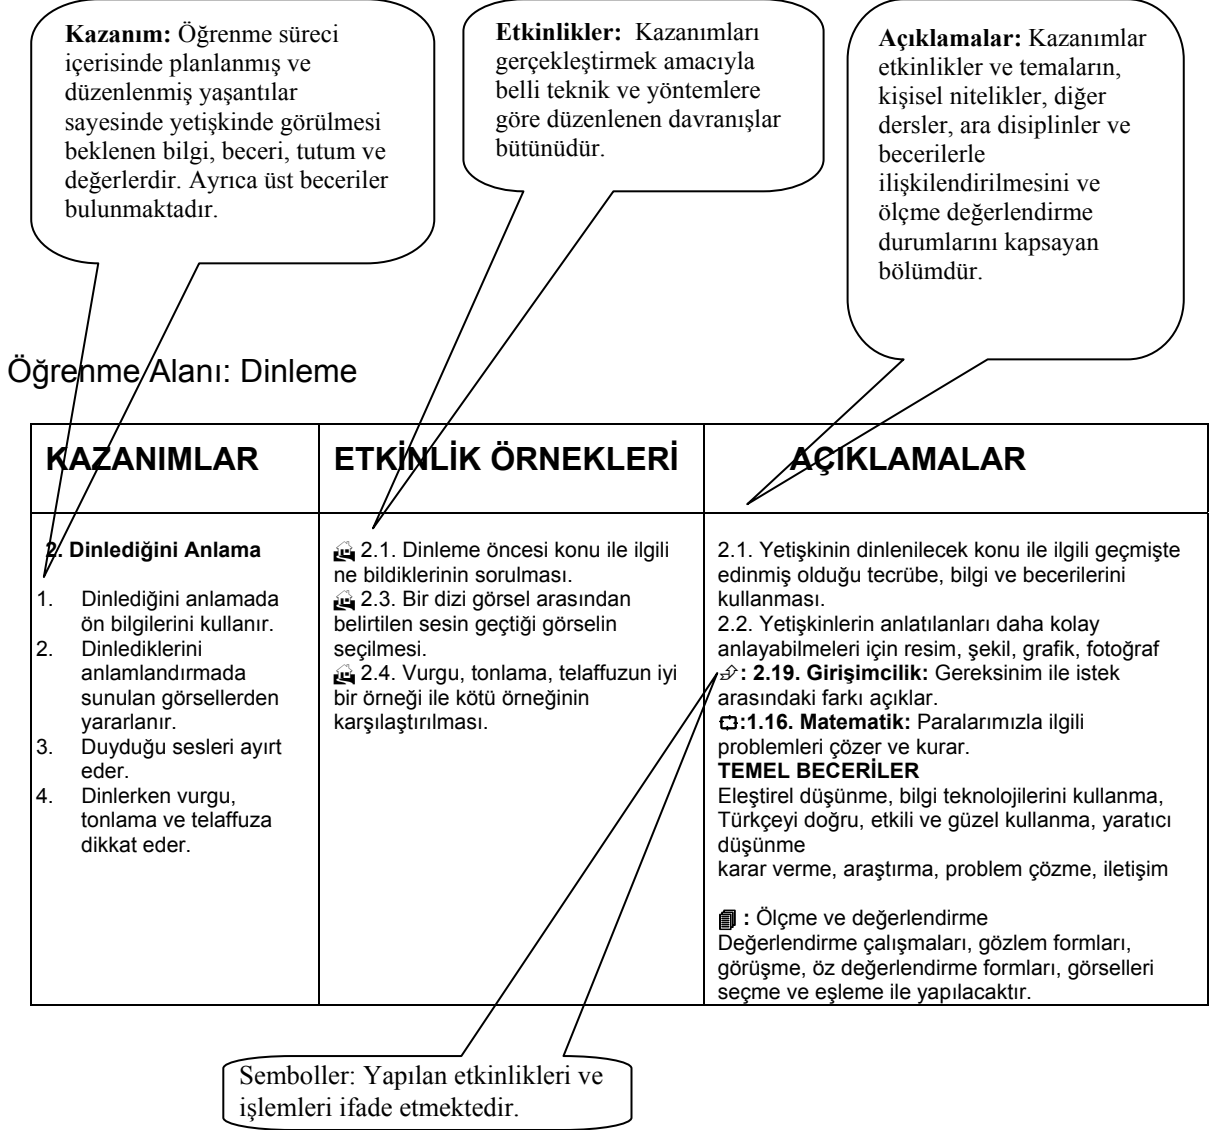 Kazanım: Öğrenme süreci
içerisinde planlanmış ve
düzenlenmiş yaşantılar
sayesinde yetişkinde görülmesi
beklenen bilgi, beceri, tutum ve
değerlerdir. Ayrıca üst beceriler
bulunmaktadır.
Etkinlikler: Kazanımları
gerçekleştirmek amacıyla
belli teknik ve yöntemlere
göre düzenlenen davranışlar
bütünüdür.
Açıklamalar: Kazanımlar
etkinlikler ve temaların,
kişisel nitelikler, diğer
dersler, ara disiplinler ve
becerilerle
ilişkilendirilmesini ve
ölçme değerlendirme
durumlarını kapsayan
bölümdür.
Öğrenme Alanı: Dinleme
KAZANIMLAR
ETKİNLİK ÖRNEKLERİ
AÇIKLAMALAR
2. Dinlediğini Anlama
1. Dinlediğini anlamada
ön bilgilerini kullanır.
2. Dinlediklerini
anlamlandırmada
sunulan görsellerden
yararlanır.
3. Duyduğu sesleri ayırt
eder.
4. Dinlerken vurgu,
tonlama ve telaffuza
dikkat eder.
2.1. Dinleme öncesi konu ile ilgili
ne bildiklerinin sorulması.
2.3. Bir dizi görsel arasından
belirtilen sesin geçtiği görselin
seçilmesi.
2.4. Vurgu, tonlama, telaffuzun iyi
bir örneği ile kötü örneğinin
karşılaştırılması.
2.1. Yetişkinin dinlenilecek konu ile ilgili geçmişte
edinmiş olduğu tecrübe, bilgi ve becerilerini
kullanması.
2.2. Yetişkinlerin anlatılanları daha kolay
anlayabilmeleri için resim, şekil, grafik, fotoğraf
: 2.19. Girişimcilik: Gereksinim ile istek
arasındaki farkı açıklar.
:1.16. Matematik: Paralarımızla ilgili
problemleri çözer ve kurar.
TEMEL BECERİLER
Eleştirel düşünme, bilgi teknolojilerini kullanma,
Türkçeyi doğru, etkili ve güzel kullanma, yaratıcı
düşünme
karar verme, araştırma, problem çözme, iletişim
: Ölçme ve değerlendirme
Değerlendirme çalışmaları, gözlem formları,
görüşme, öz değerlendirme formları, görselleri
seçme ve eşleme ile yapılacaktır.
Semboller: Yapılan etkinlikleri ve
işlemleri ifade etmektedir.